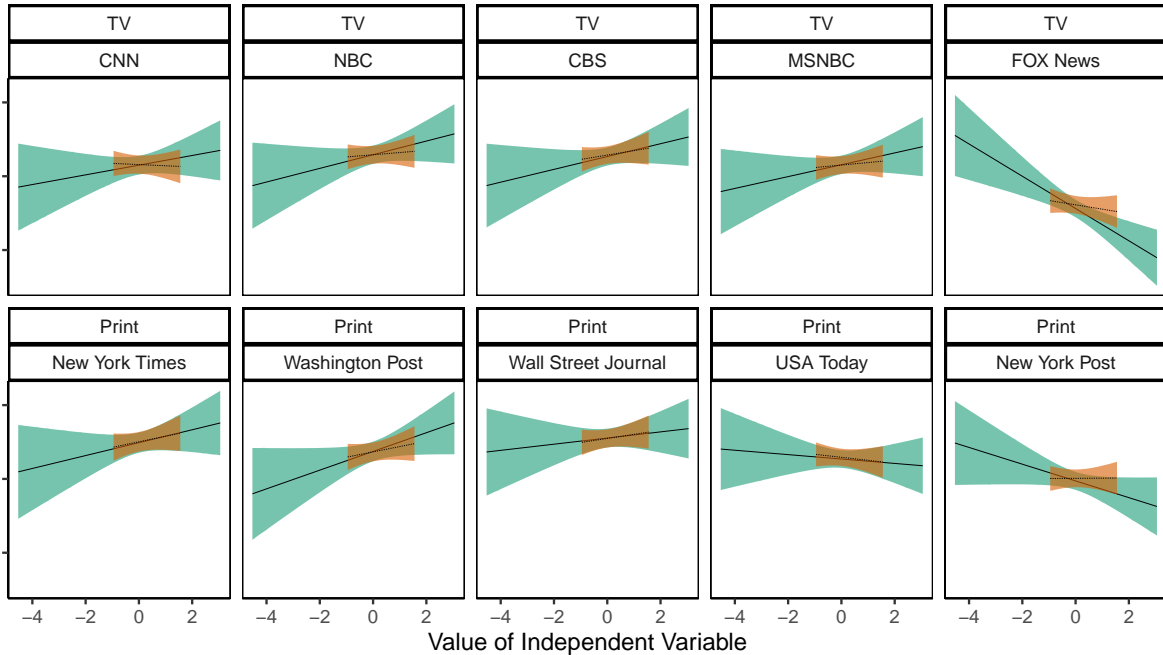 TV TV TV TV TV
CNN NBC CBS MSNBC FOX News
Print Print Print Print Print
New York Times Washington Post Wall Street Journal USA Today New York Post
−4 −2 0 2 −4 −2 0 2 −4 −2 0 2 −4 −2 0 2 −4 −2 0 2
Value of Independent Variable